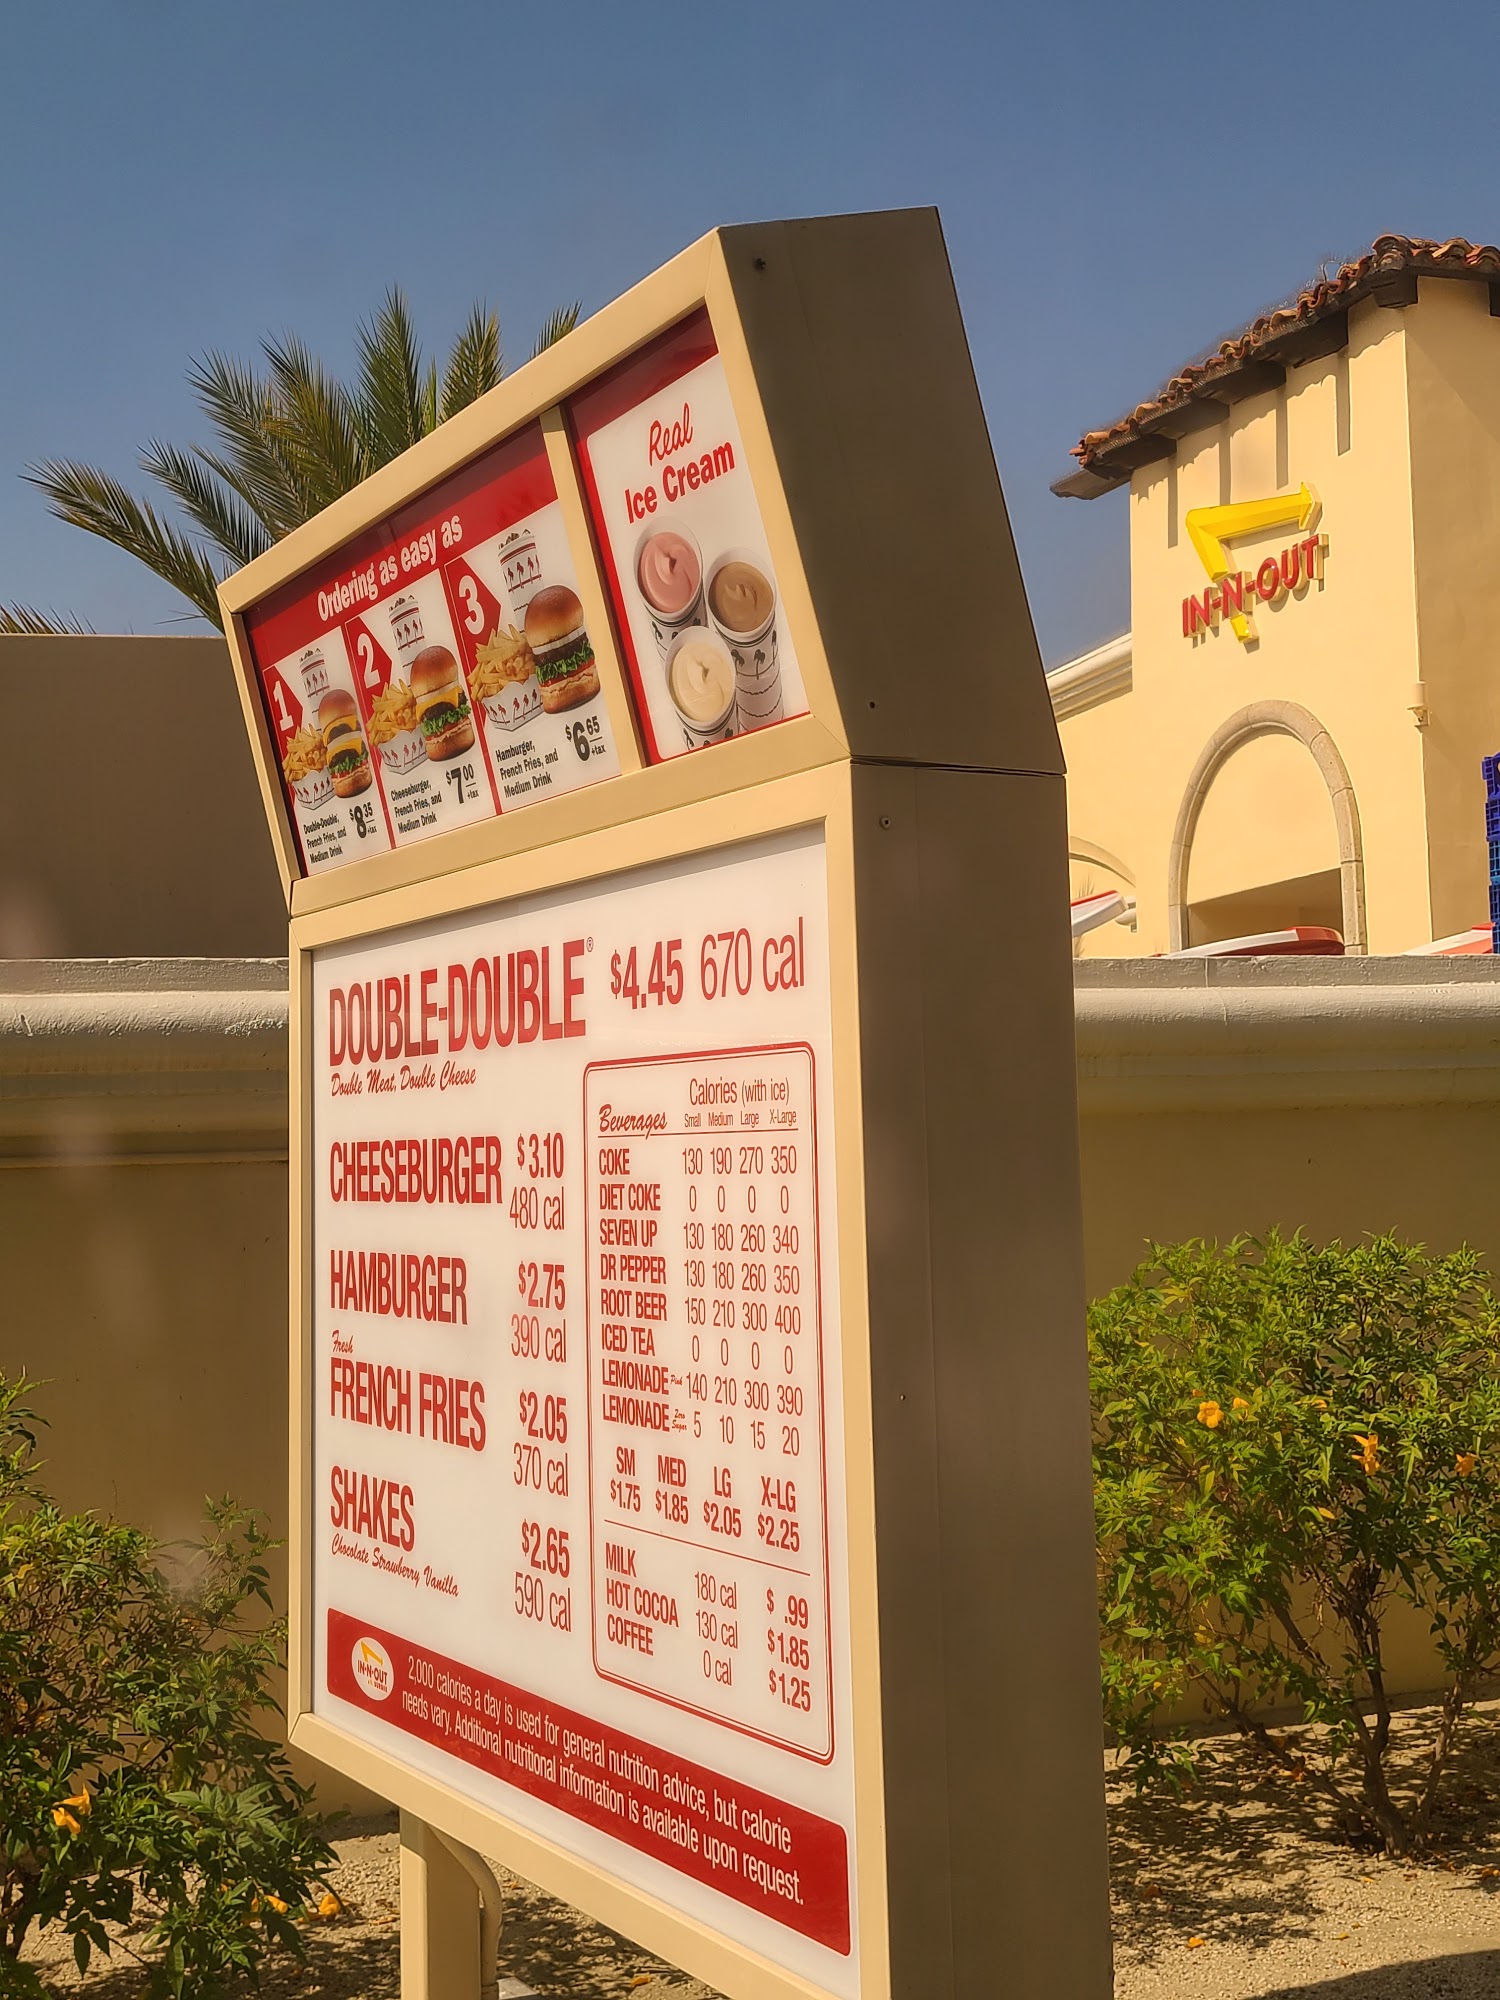 Ordering as easy as
1
Double-Double,
French Fries, and
Medium Drink
$8.35
+tax
2
Cheeseburger,
French Fries, and
Medium Drink
$7.00
+tax
3
Hamburger,
French Fries, and
Medium Drink
$6.65
+tax
Real
Ice Cream
IN-N-OUT
DOUBLE-DOUBLE® $4.45 670 cal
Double Meat, Double Cheese
CHEESEBURGER $3.10
480 cal
HAMBURGER $2.75
390 cal
Fresh
FRENCH FRIES $2.05
370 cal
SHAKES $2.65
Chocolate Strawberry Vanilla 590 cal
Calories (with ice)
Beverages Small Medium Large X-Large
COKE 130 190 270 350
DIET COKE 0 0 0 0
SEVEN UP 130 180 260 340
DR PEPPER 130 180 260 350
ROOT BEER 150 210 300 400
ICED TEA 0 0 0 0
LEMONADE Pink 140 210 300 390
LEMONADE Zero Sugar 5 10 15 20
SM MED LG X-LG
$1.75 $1.85 $2.05 $2.25
MILK 180 cal $ .99
HOT COCOA 130 cal $1.85
COFFEE 0 cal $1.25
IN-N-OUT
BURGER
2,000 calories a day is used for general nutrition advice, but calorie
needs vary. Additional nutritional information is available upon request.